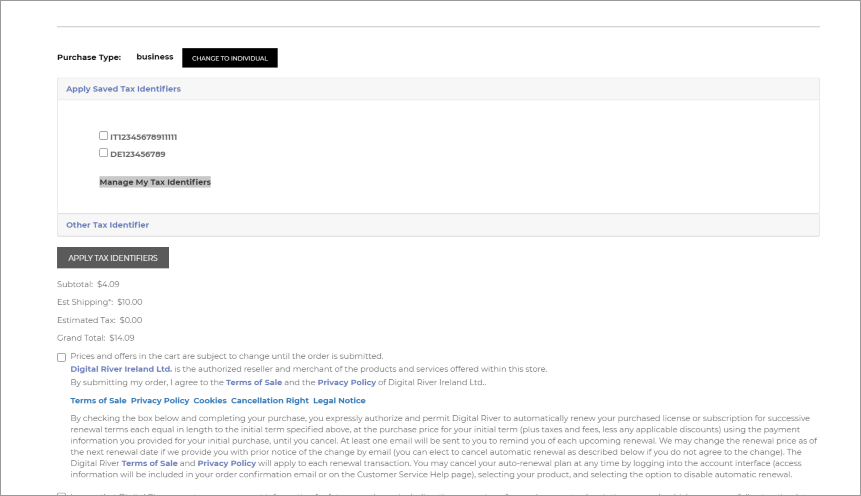 Purchase Type: business CHANGE TO INDIVIDUAL
Apply Saved Tax Identifiers
IT12345678911111
DE123456789
Manage My Tax Identifiers
Other Tax Identifier
APPLY TAX IDENTIFIERS
Subtotal: $4.09
Est Shipping*: $10.00
Estimated Tax: $0.00
Grand Total: $14.09
Prices and offers in the cart are subject to change until the order is submitted.
Digital River Ireland Ltd. is the authorized reseller and merchant of the products and services offered within this store.
By submitting my order, I agree to the Terms of Sale and the Privacy Policy of Digital River Ireland Ltd..
Terms of Sale Privacy Policy Cookies Cancellation Right Legal Notice
By checking the box below and completing your purchase, you expressly authorize and permit Digital River to automatically renew your purchased license or subscription for successive
renewal terms each equal in length to the initial term specified above, at the purchase price for your initial term (plus taxes and fees, less any applicable discounts) using the payment
information you provided for your initial purchase, until you cancel. At least one email will be sent to you to remind you of each upcoming renewal. We may change the renewal price as of
the next renewal date if we provide you with prior notice of the change by email (you can elect to cancel automatic renewal as described below if you do not agree to the change). The
Digital River Terms of Sale and Privacy Policy will apply to each renewal transaction. You may cancel your auto-renewal plan at any time by logging into the account interface (access
information will be included in your order confirmation email or on the Customer Service Help page), selecting your product, and selecting the option to disable automatic renewal.